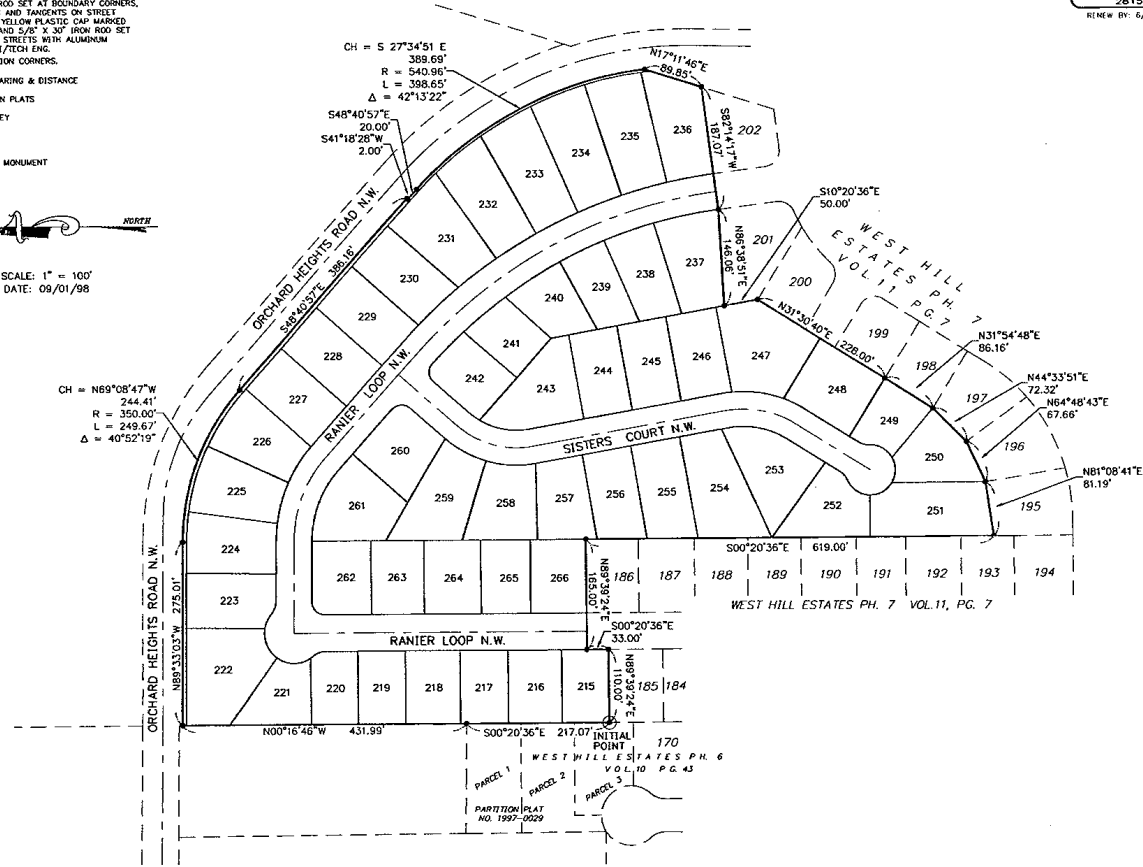 ROD SET AT BOUNDARY CORNERS,
AND TANGENTS ON STREET
YELLOW PLASTIC CAP MARKED
AND 5/8" X 30" IRON ROD SET
STREETS WITH ALUMINUM
/TECH ENG.
ION CORNERS.
ARING & DISTANCE
N PLATS
EY
MONUMENT
NORTH
SCALE: 1" = 100'
DATE: 09/01/98
RENEW BY: 6/
CH = S 27°34'51 E
389.69'
R = 540.96'
L = 398.65'
Δ = 42°13'22"
S48°40'57"E
20.00'
S41°18'28"W
2.00'
N17°11'46"E
89.85'
S82°14'17"W
187.07'
202
236
235
234
233
232
231
230
229
228
227
226
225
224
223
222
221
220
219
218
217
216
215
ORCHARD HEIGHTS ROAD N.W.
S48°40'57"E 386.16'
S10°20'36"E
50.00'
N86°38'51"E
146.06'
201
200
WEST HILL
ESTATES PH. 7
VOL.11 PG.7
N31°30'40"E 228.00'
199
198
197
196
195
N31°54'48"E
86.16'
N44°33'51"E
72.32'
N64°48'43"E
67.66'
N81°08'41"E
81.19'
237
238
239
240
241
242
243
244
245
246
247
248
249
250
251
252
253
254
255
256
257
258
259
260
261
262
263
264
265
266
RANIER LOOP N.W.
SISTERS COURT N.W.
CH = N69°08'47"W
244.41'
R = 350.00'
L = 249.67'
Δ = 40°52'19"
S00°20'36"E 619.00'
186
187
188
189
190
191
192
193
194
WEST HILL ESTATES PH. 7 VOL.11, PG. 7
N89°39'24"E
165.00'
S00°20'36"E
33.00'
RANIER LOOP N.W.
N89°39'24"E
110.00'
185
184
ORCHARD HEIGHTS ROAD N.W.
N89°33'03"W 275.01'
N00°16'46"W 431.99'
S00°20'36"E 217.07'
INITIAL
POINT
170
WEST HILL ESTATES PH. 6
VOL.10 PG.43
PARCEL 1
PARCEL 2
PARCEL 3
PARTITION PLAT
NO. 1997-0029